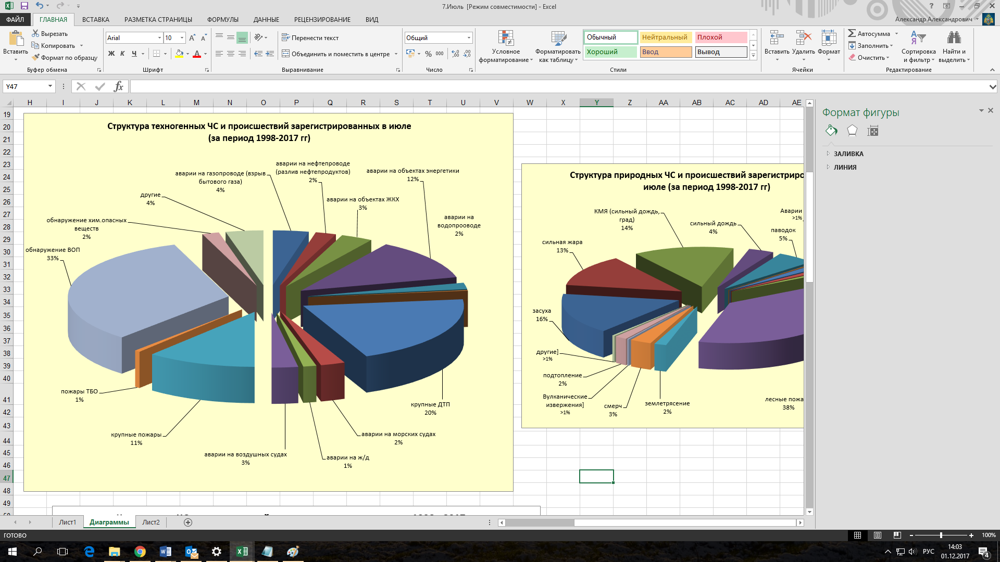 7.Июль [Режим совместимости] - Excel
?
ФАЙЛ ГЛАВНАЯ ВСТАВКА РАЗМЕТКА СТРАНИЦЫ ФОРМУЛЫ ДАННЫЕ РЕЦЕНЗИРОВАНИЕ ВИД
Александр Александрович
Вставить
Вырезать
Копировать
Формат по образцу
Буфер обмена
Arial 10
Ж К Ч
Шрифт
Перенести текст
Объединить и поместить в центре
Выравнивание
Общий
% 000
Число
Условное форматирование
Форматировать как таблицу
Обычный Нейтральный Плохой
Хороший Ввод Вывод
Стили
Вставить Удалить Формат
Ячейки
Автосумма
Заполнить
Очистить
Сортировка и фильтр
Найти и выделить
Редактирование
Y47
fx
H I J K L M N O P Q R S T U V W X Y Z AA AB AC AD AE
19
20
21
22
23
24
25
26
27
28
29
30
31
32
33
34
35
36
37
38
39
40
41
42
43
44
45
46
47
48
49
Структура техногенных ЧС и происшествий зарегистрированных в июле
(за период 1998-2017 гг)
аварии на газопроводе (взрыв
бытового газа)
4%
аварии на нефтепроводе
(разлив нефтепродуктов)
2%
аварии на объектах энергетики
12%
аварии на объектах ЖКХ
3%
аварии на
водопрооводе
2%
другие
4%
обнаружение хим.опасных
веществ
2%
обнаружение ВОП
33%
пожары ТБО
1%
крупные пожары
11%
аварии на воздушных судах
3%
аварии на ж/д
1%
аварии на морских судах
2%
крупные ДТП
20%
Структура природных ЧС и происшествий зарегистриро
июле (за период 1998-2017 гг)
КМЯ (сильный дождь,
град)
14%
сильный дождь
4%
Аварии
>1%
паводок
5%
сильная жара
13%
засуха
16%
другие]
>1%
подтопление
2%
Вулканические
извержения]
>1%
смерч
3%
землетрясение
2%
лесные пожа
38%
Формат фигуры
ЗАЛИВКА
ЛИНИЯ
Лист1 Диаграммы Лист2
ГОТОВО
100%
РУС
14:03
01.12.2017
4